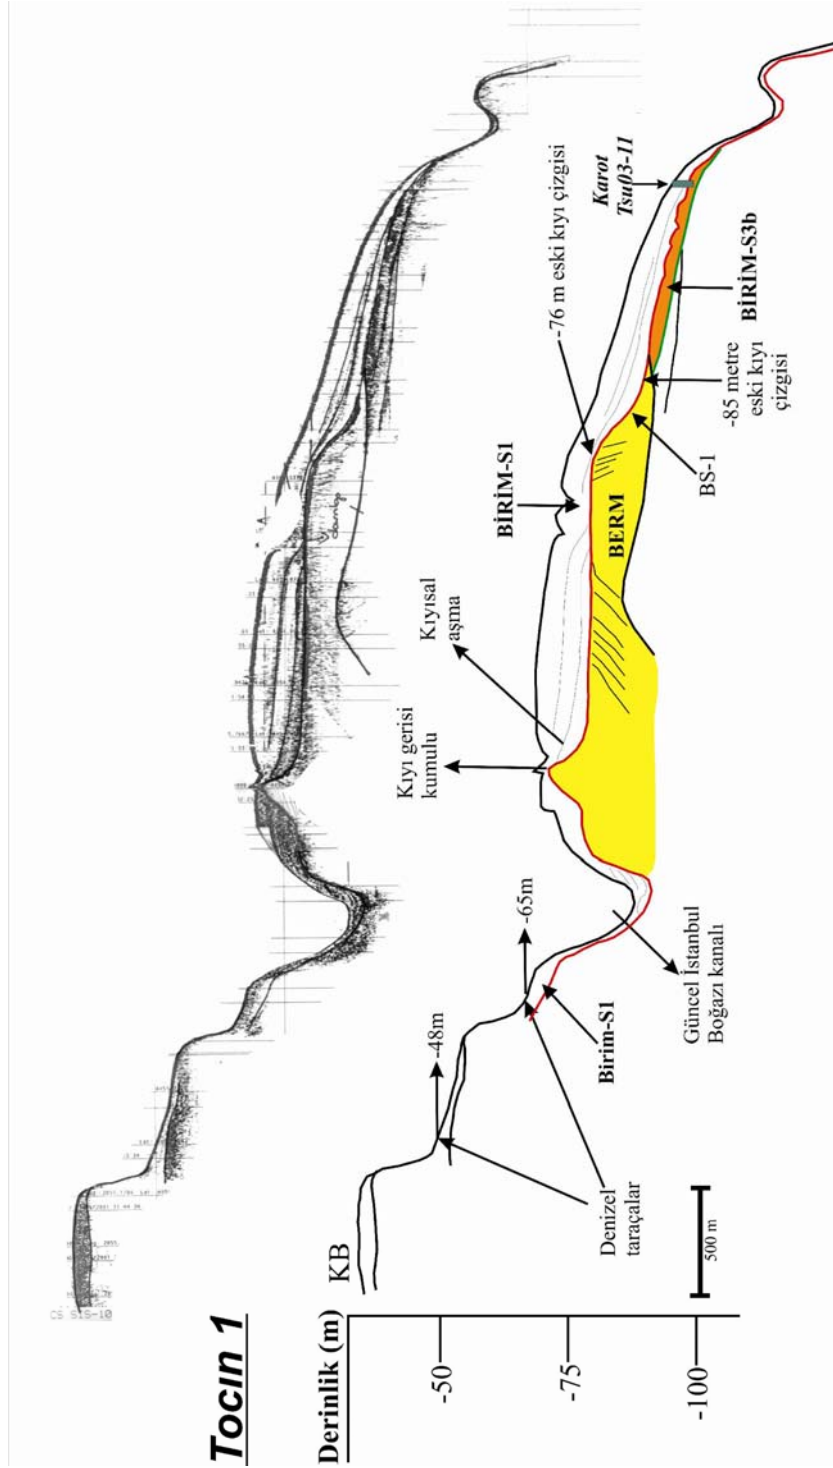 Tocın 1
CS S1S-10
Derinlik (m)
-50
-75
-100
KB
-48m
-65m
Denizel
taraçalar
500 m
Birim-S1
Güncel İstanbul
Boğazı kanalı
Kıyı gerisi
kumulu
Kıyısal
aşma
BİRİM-S1
BERM
-76 m eski kıyı çizgisi
BS-1
-85 metre
eski kıyı
çizgisi
BİRİM-S3b
Karot
Tsu03-11